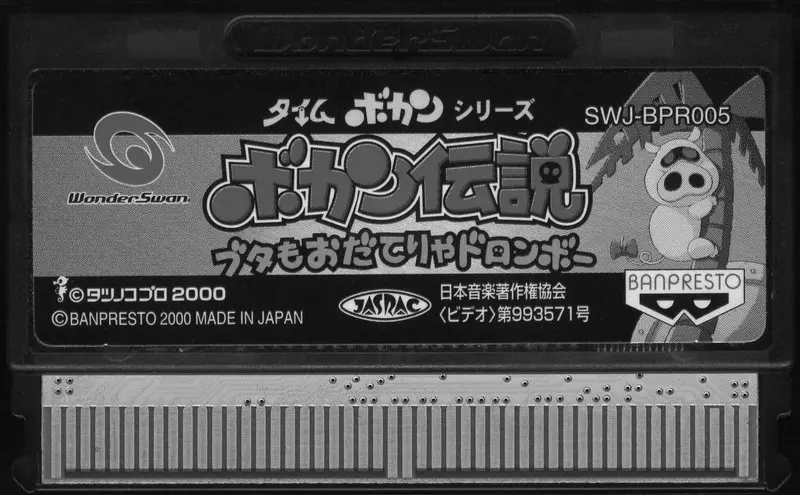 WonderSwan
タイム ボカン シリーズ
SWJ-BPR005
WonderSwan
ボカン伝説
ブタもおだてりゃドロンボー
©タツノコプロ 2000
©BANPRESTO 2000 MADE IN JAPAN
JASRAC
日本音楽著作権協会
〈ビデオ〉第993571号
BANPRESTO